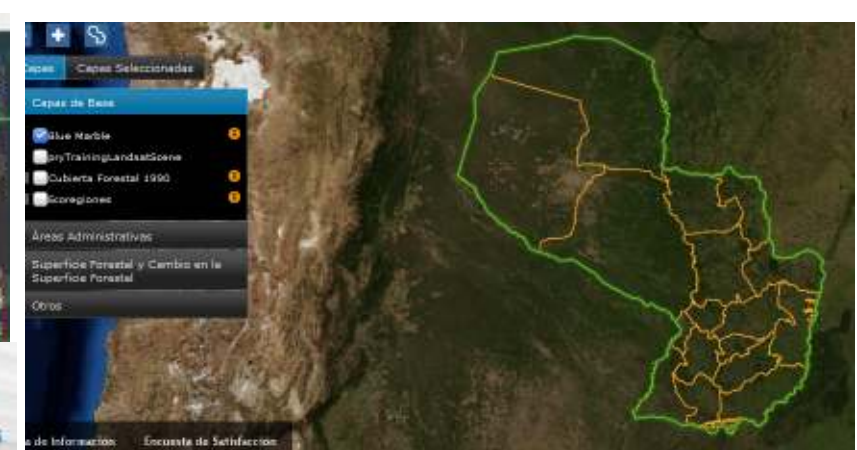 Capas Seleccionadas
Capas de Base
Blue Marble
pryTrainingLandsatScene
Cubierta Forestal 1990
Ecoregiones
Áreas Administrativas
Superficie Forestal y Cambio en la
Superficie Forestal
Otros
de Información Encuesta de Satisfacción